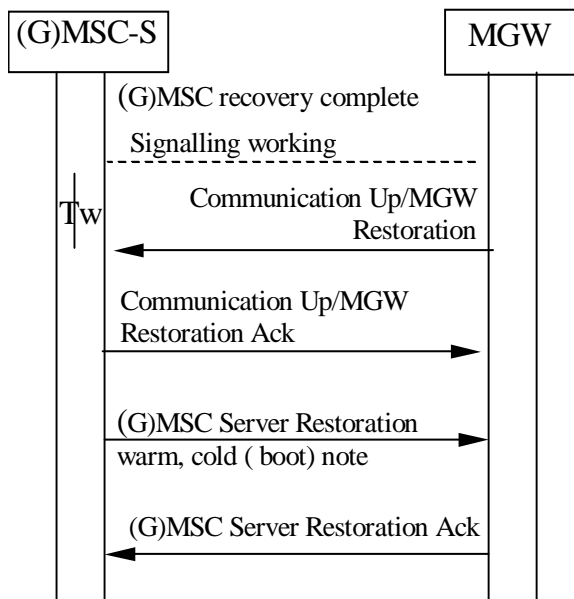 (G)MSC-S
MGW
(G)MSC recovery complete
Signalling working
Tw
Communication Up/MGW
Restoration
Communication Up/MGW
Restoration Ack
(G)MSC Server Restoration
warm, cold ( boot) note
(G)MSC Server Restoration Ack